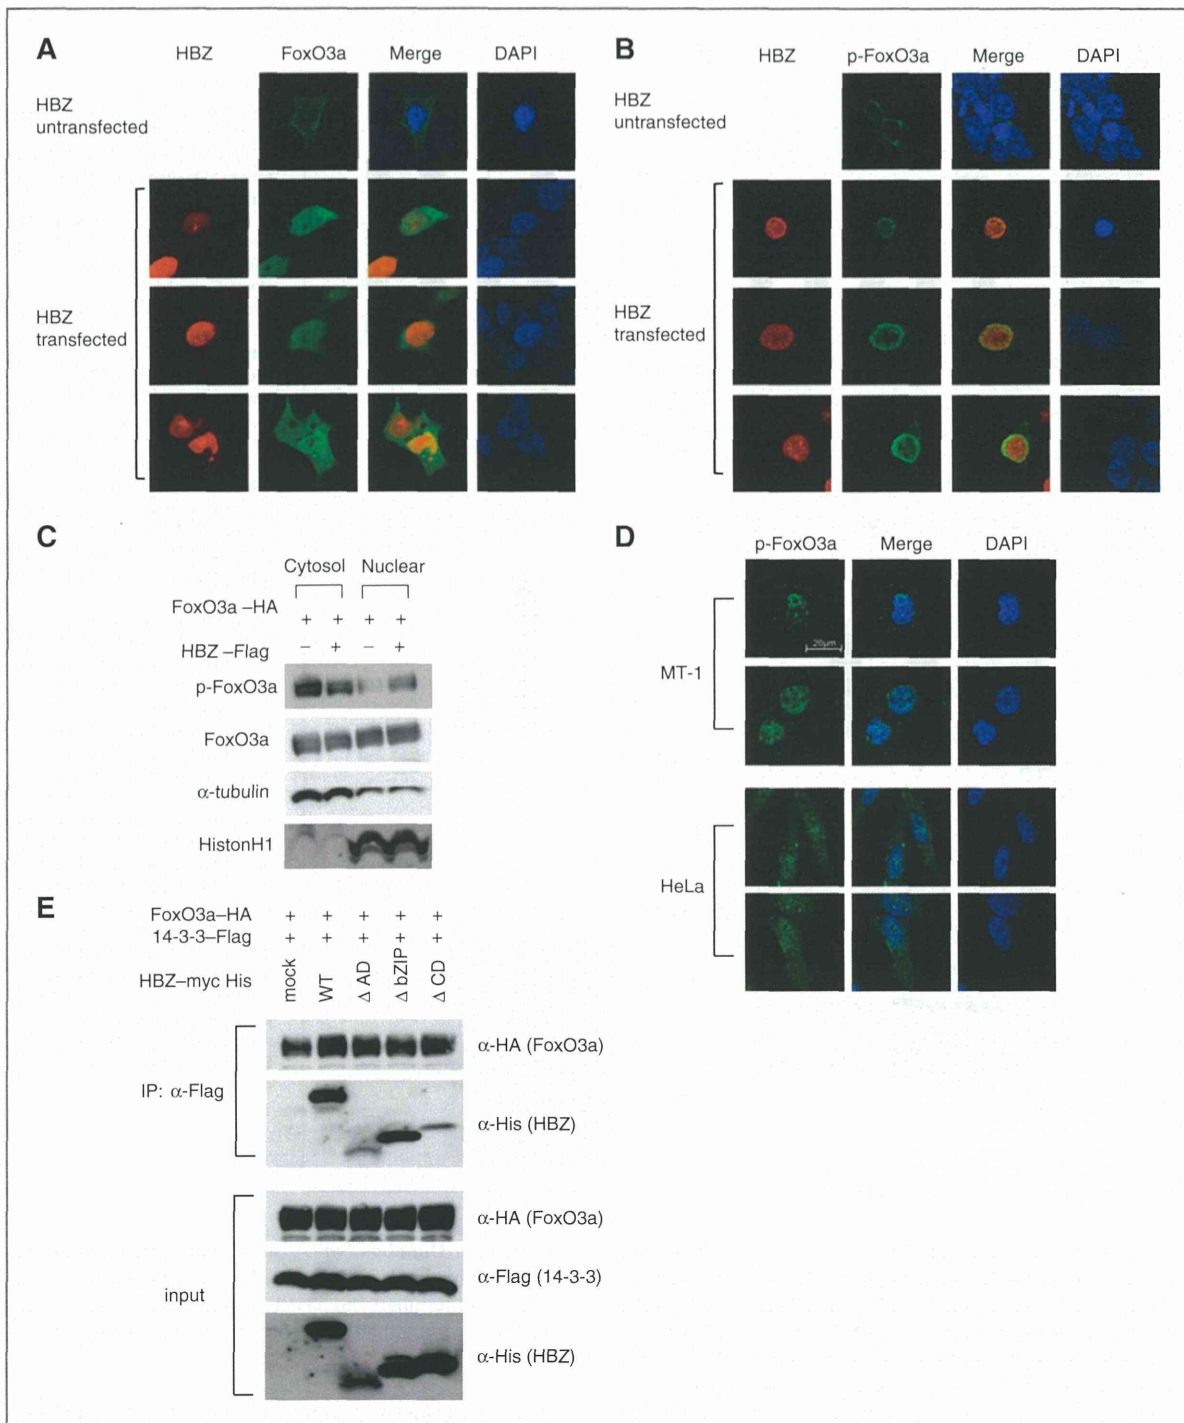 A
HBZ FoxO3a Merge DAPI
HBZ
untransfected
HBZ
transfected
B
HBZ p-FoxO3a Merge DAPI
HBZ
untransfected
HBZ
transfected
C
Cytosol Nuclear
FoxO3a –HA + + + +
HBZ –Flag – + – +
p-FoxO3a
FoxO3a
α-tubulin
HistonH1
D
p-FoxO3a Merge DAPI
20μm
MT-1
HeLa
E
FoxO3a–HA + + + + +
14-3-3–Flag + + + + +
HBZ–myc His mock WT Δ AD Δ bZIP Δ CD
IP: α-Flag
α-HA (FoxO3a)
α-His (HBZ)
input
α-HA (FoxO3a)
α-Flag (14-3-3)
α-His (HBZ)